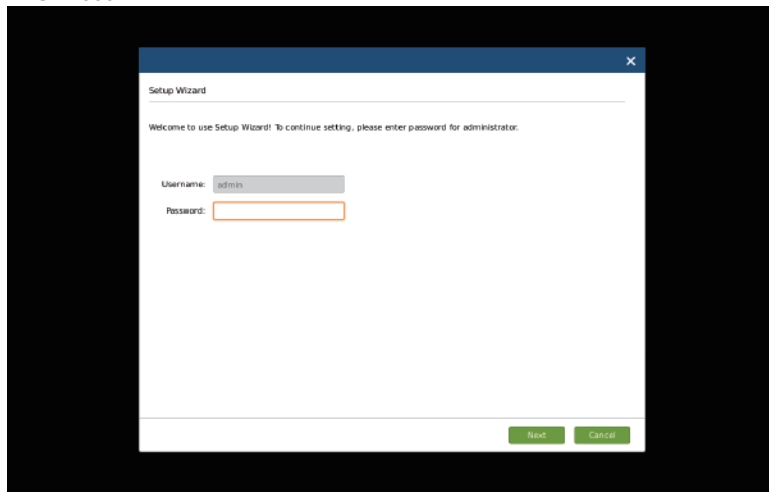 Setup Wizard
Welcome to use Setup Wizard! To continue setting, please enter password for administrator.
Username: admin
Password:
Next Cancel